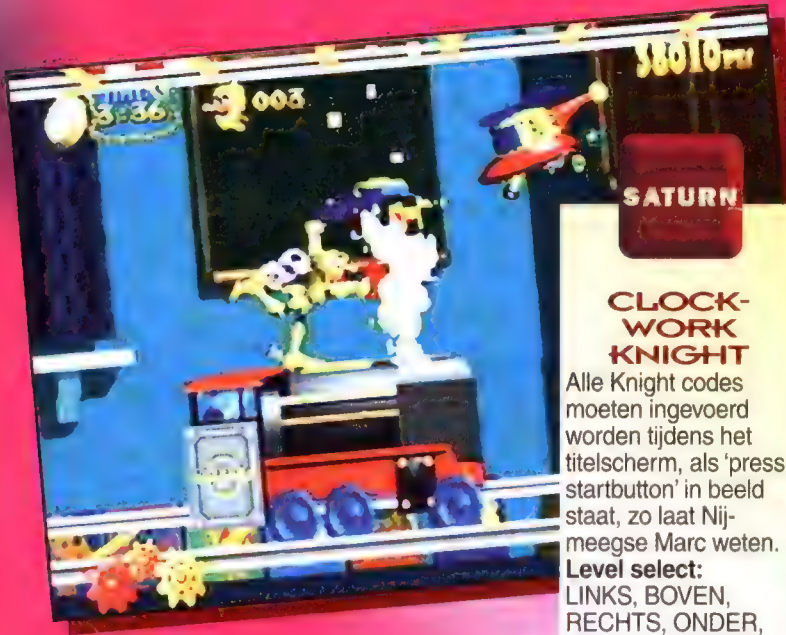 3:36
003
38010PTS
SATURN
CLOCK-
WORK
KNIGHT
Alle Knight codes
moeten ingevoerd
worden tijdens het
titelscherm, als ‘press
startbutton’ in beeld
staat, zo laat Nij-
meegse Marc weten.
Level select:
LINKS, BOVEN,
RECHTS, ONDER,